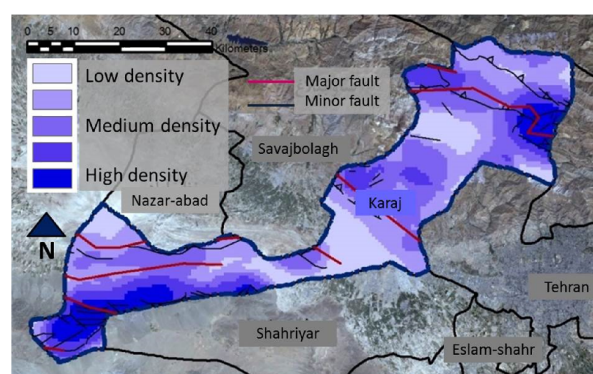 0 5 10 20 30 40
Kilometers
Low density
Medium density
High density
Major fault
Minor fault
Savajbolagh
Nazar-abad
Karaj
N
Tehran
Shahriyar
Eslam-shahr